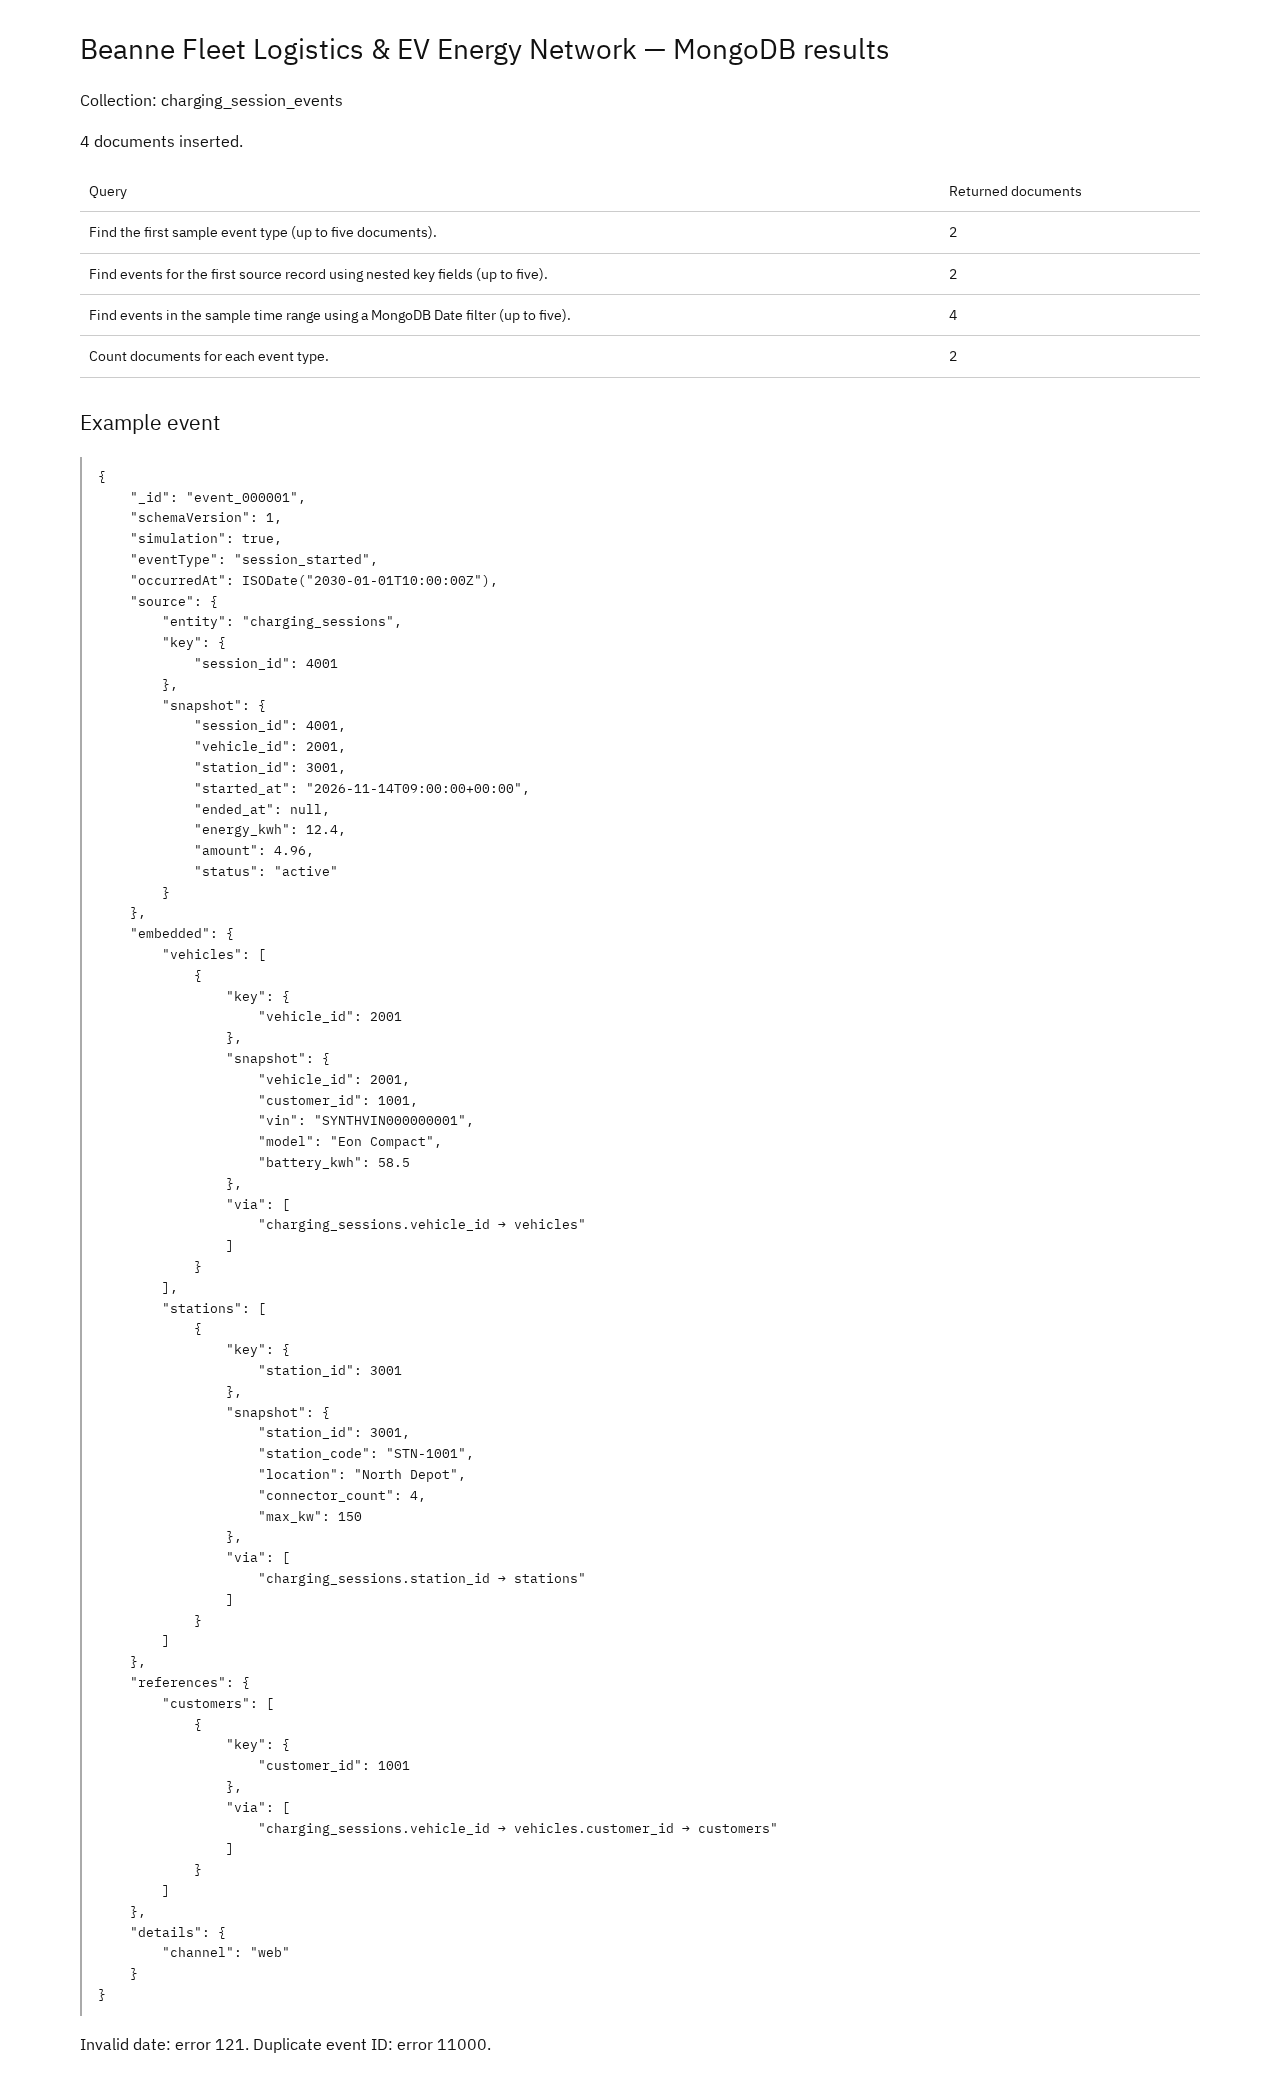 Beanne Fleet Logistics & EV Energy Network — MongoDB results
Collection: charging_session_events
4 documents inserted.
Query Returned documents
Find the first sample event type (up to five documents). 2
Find events for the first source record using nested key fields (up to five). 2
Find events in the sample time range using a MongoDB Date filter (up to five). 4
Count documents for each event type. 2
Example event
{
    "_id": "event_000001",
    "schemaVersion": 1,
    "simulation": true,
    "eventType": "session_started",
    "occurredAt": ISODate("2030-01-01T10:00:00Z"),
    "source": {
        "entity": "charging_sessions",
        "key": {
            "session_id": 4001
        },
        "snapshot": {
            "session_id": 4001,
            "vehicle_id": 2001,
            "station_id": 3001,
            "started_at": "2026-11-14T09:00:00+00:00",
            "ended_at": null,
            "energy_kwh": 12.4,
            "amount": 4.96,
            "status": "active"
        }
    },
    "embedded": {
        "vehicles": [
            {
                "key": {
                    "vehicle_id": 2001
                },
                "snapshot": {
                    "vehicle_id": 2001,
                    "customer_id": 1001,
                    "vin": "SYNTHVIN000000001",
                    "model": "Eon Compact",
                    "battery_kwh": 58.5
                },
                "via": [
                    "charging_sessions.vehicle_id → vehicles"
                ]
            }
        ],
        "stations": [
            {
                "key": {
                    "station_id": 3001
                },
                "snapshot": {
                    "station_id": 3001,
                    "station_code": "STN-1001",
                    "location": "North Depot",
                    "connector_count": 4,
                    "max_kw": 150
                },
                "via": [
                    "charging_sessions.station_id → stations"
                ]
            }
        ]
    },
    "references": {
        "customers": [
            {
                "key": {
                    "customer_id": 1001
                },
                "via": [
                    "charging_sessions.vehicle_id → vehicles.customer_id → customers"
                ]
            }
        ]
    },
    "details": {
        "channel": "web"
    }
}
Invalid date: error 121. Duplicate event ID: error 11000.